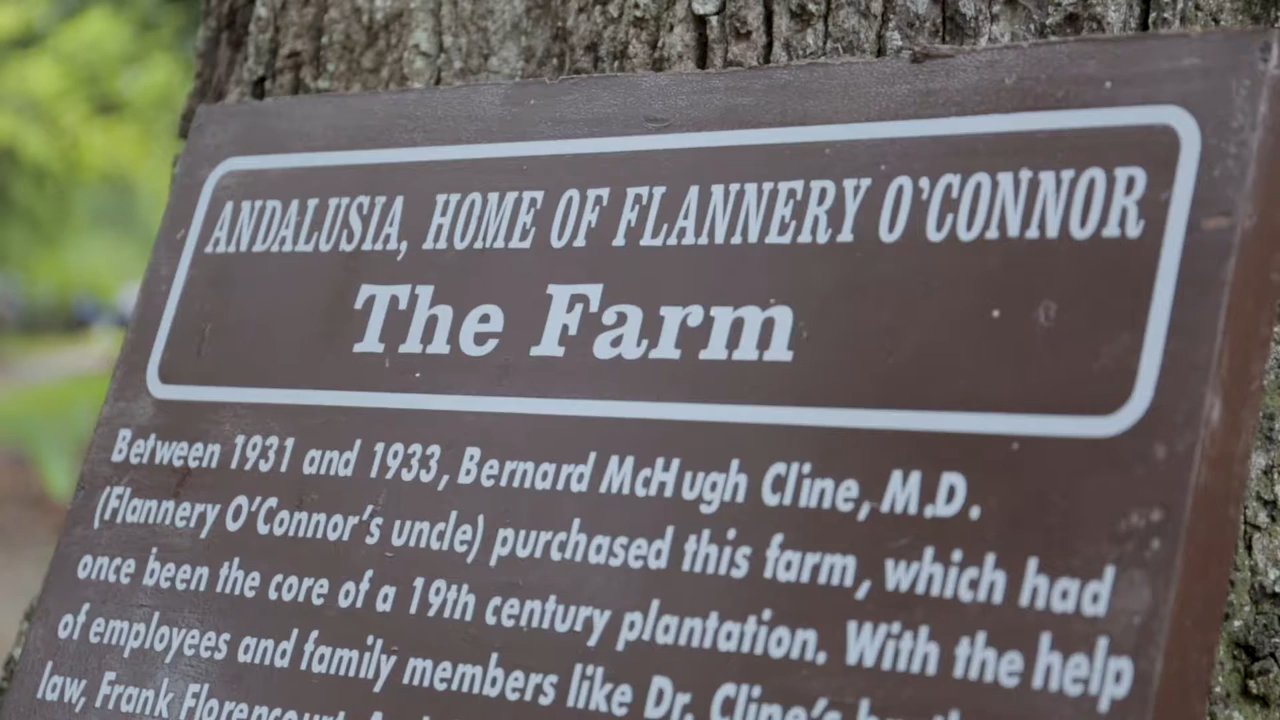 ANDALUSIA, HOME OF FLANNERY O'CONNOR
The Farm
Between 1931 and 1933, Bernard McHugh Cline, M.D.
(Flannery O'Connor's uncle) purchased this farm, which had
once been the core of a 19th century plantation. With the help
of employees and family members like Dr. Cline's
law, Frank Florencourt,